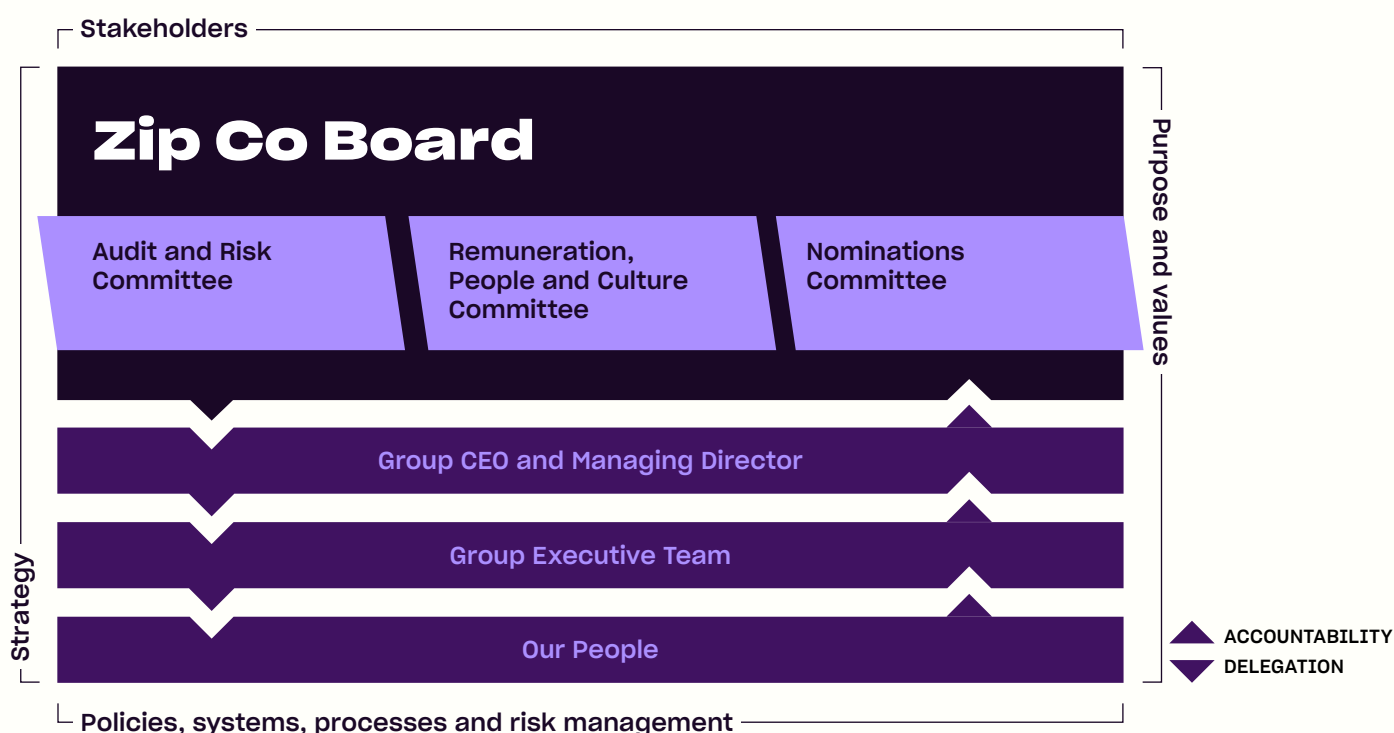 Stakeholders
Zip Co Board
Audit and Risk
Committee
Remuneration,
People and Culture
Committee
Nominations
Committee
Purpose and values
Group CEO and Managing Director
Group Executive Team
Our People
Strategy
ACCOUNTABILITY
DELEGATION
Policies, systems, processes and risk management